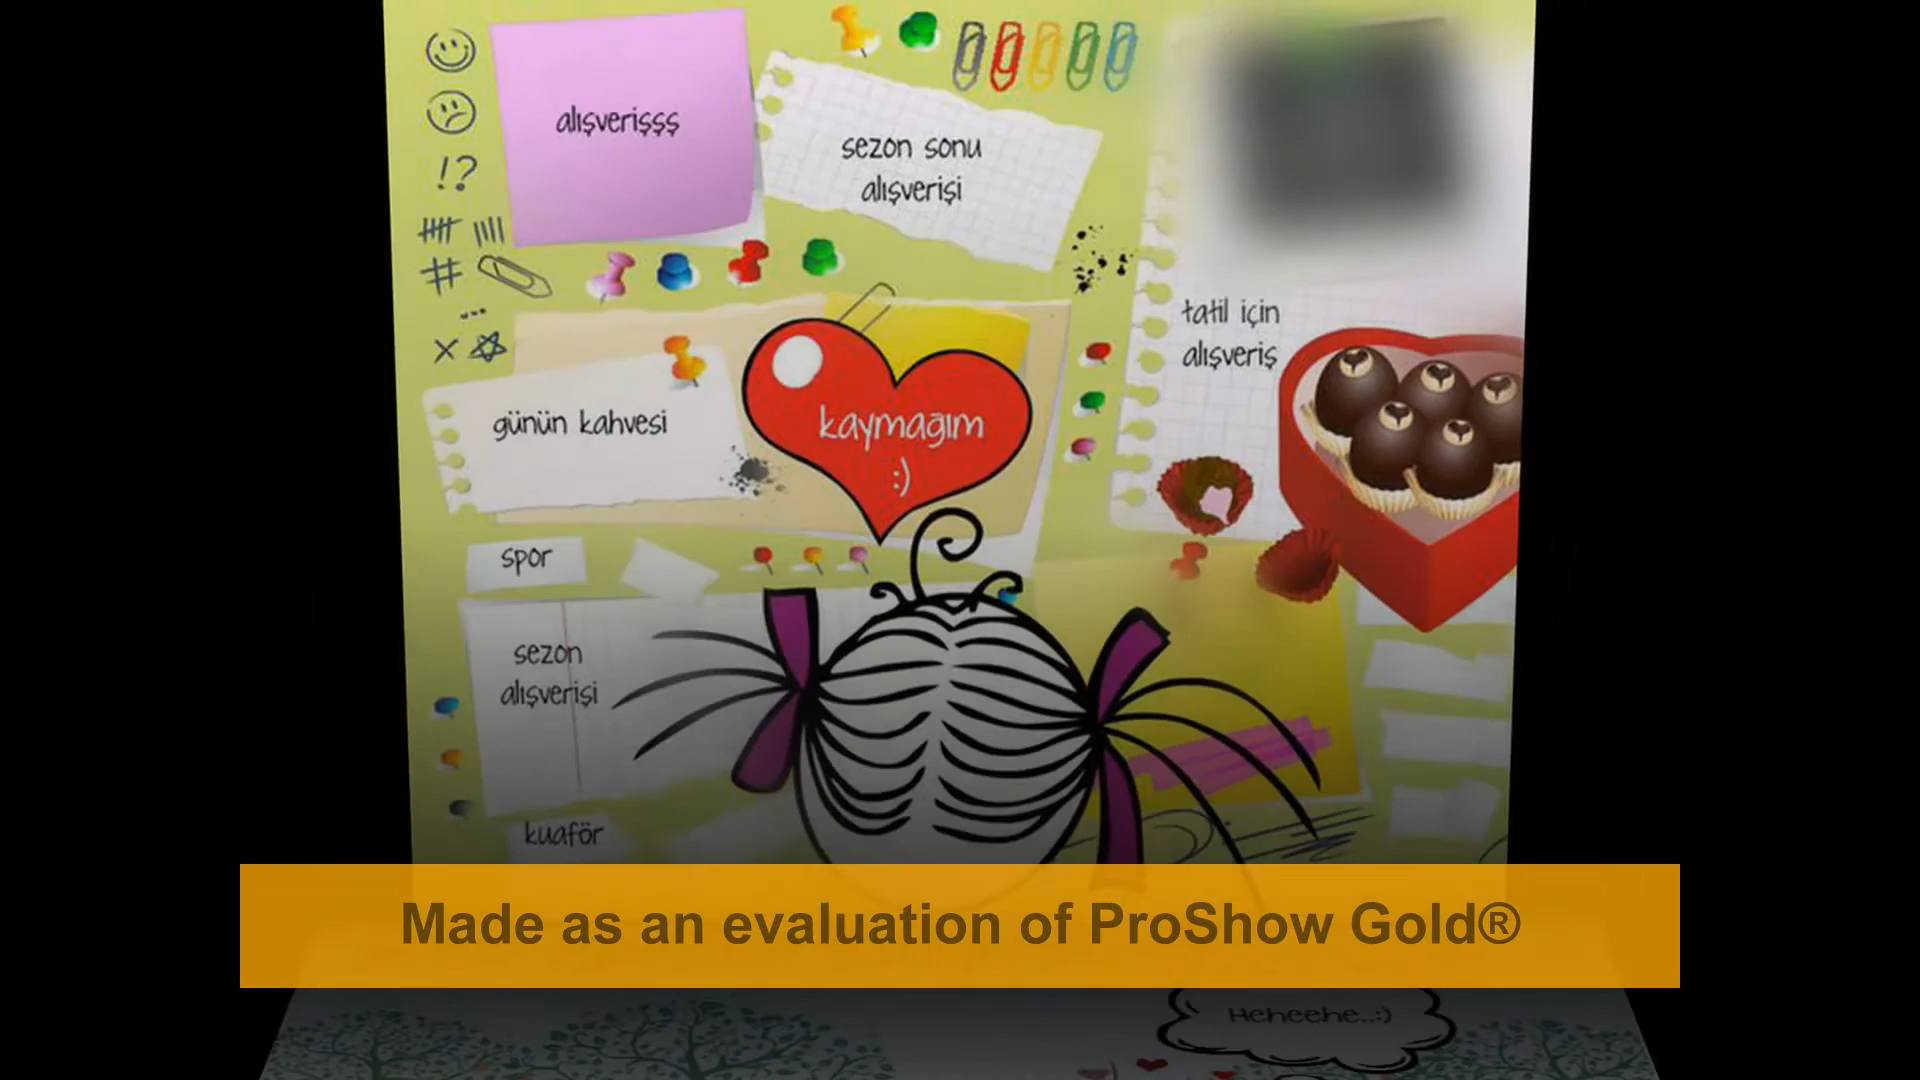 alışverişşş
sezon sonu
alışverişi
!?
tatil için
alışveriş
günün kahvesi
kaymağım
:)
spor
sezon
alışverişi
kuaför
Made as an evaluation of ProShow Gold®
Heheehe..:)